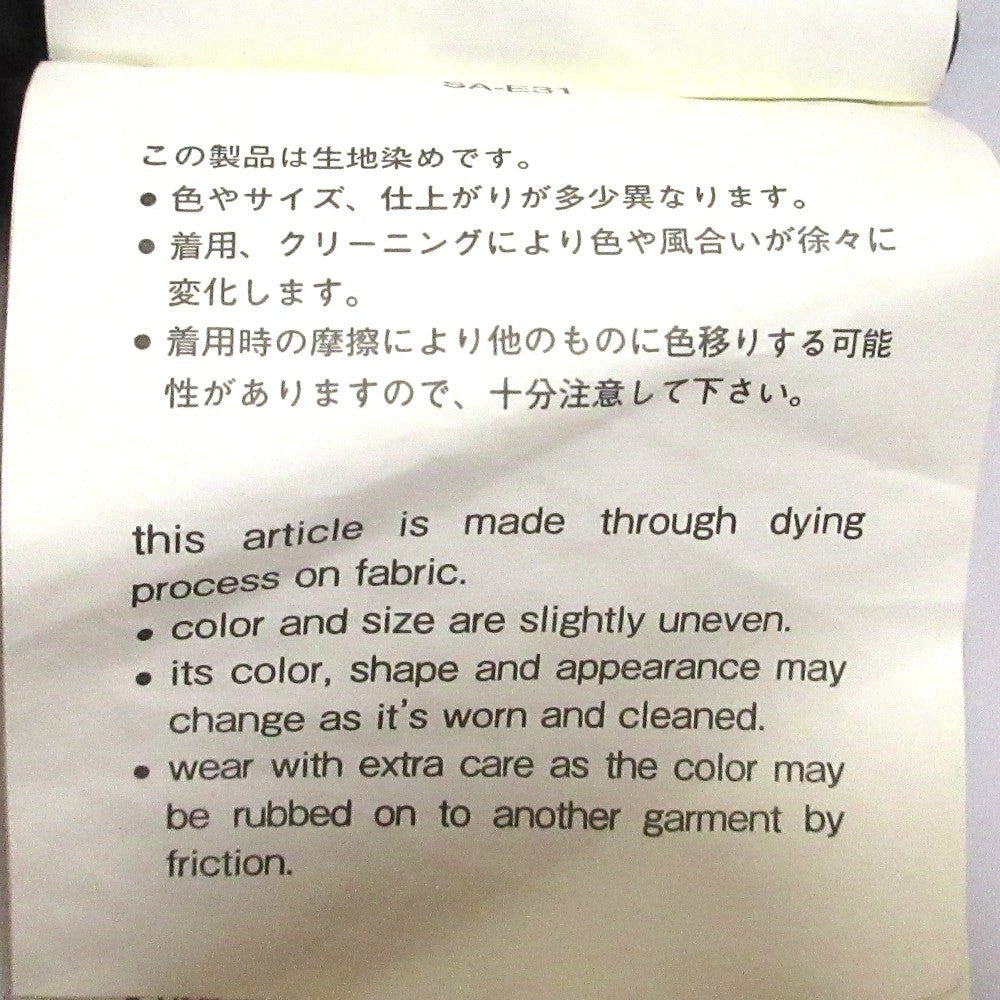 SA-E31
この製品は生地染めです。
● 色やサイズ、仕上がりが多少異なります。
● 着用、クリーニングにより色や風合いが徐々に
変化します。
● 着用時の摩擦により他のものに色移りする可能
性がありますので、十分注意して下さい。
this article is made through dying
process on fabric.
● color and size are slightly uneven.
● its color, shape and appearance may
change as it's worn and cleaned.
● wear with extra care as the color may
be rubbed on to another garment by
friction.